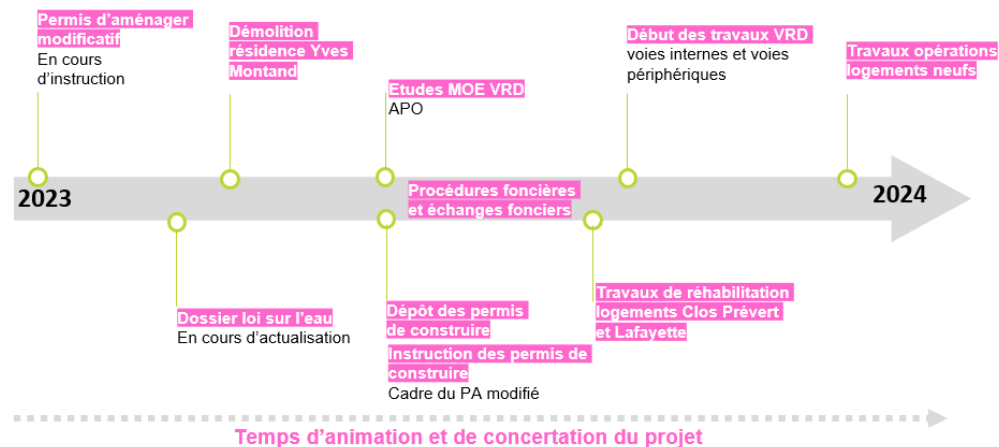 Permis d'aménager
modificatif
En cours
d'instruction
Démolition
résidence Yves
Montand
Etudes MOE VRD
APO
Début des travaux VRD
voies internes et voies
périphériques
Travaux opérations
logements neufs
2023
Procédures foncières
et échanges fonciers
2024
Dossier loi sur l'eau
En cours d'actualisation
Dépôt des permis
de construire
Instruction des permis de
construire
Cadre du PA modifié
Travaux de réhabilitation
logements Clos Prévert
et Lafayette
Temps d'animation et de concertation du projet